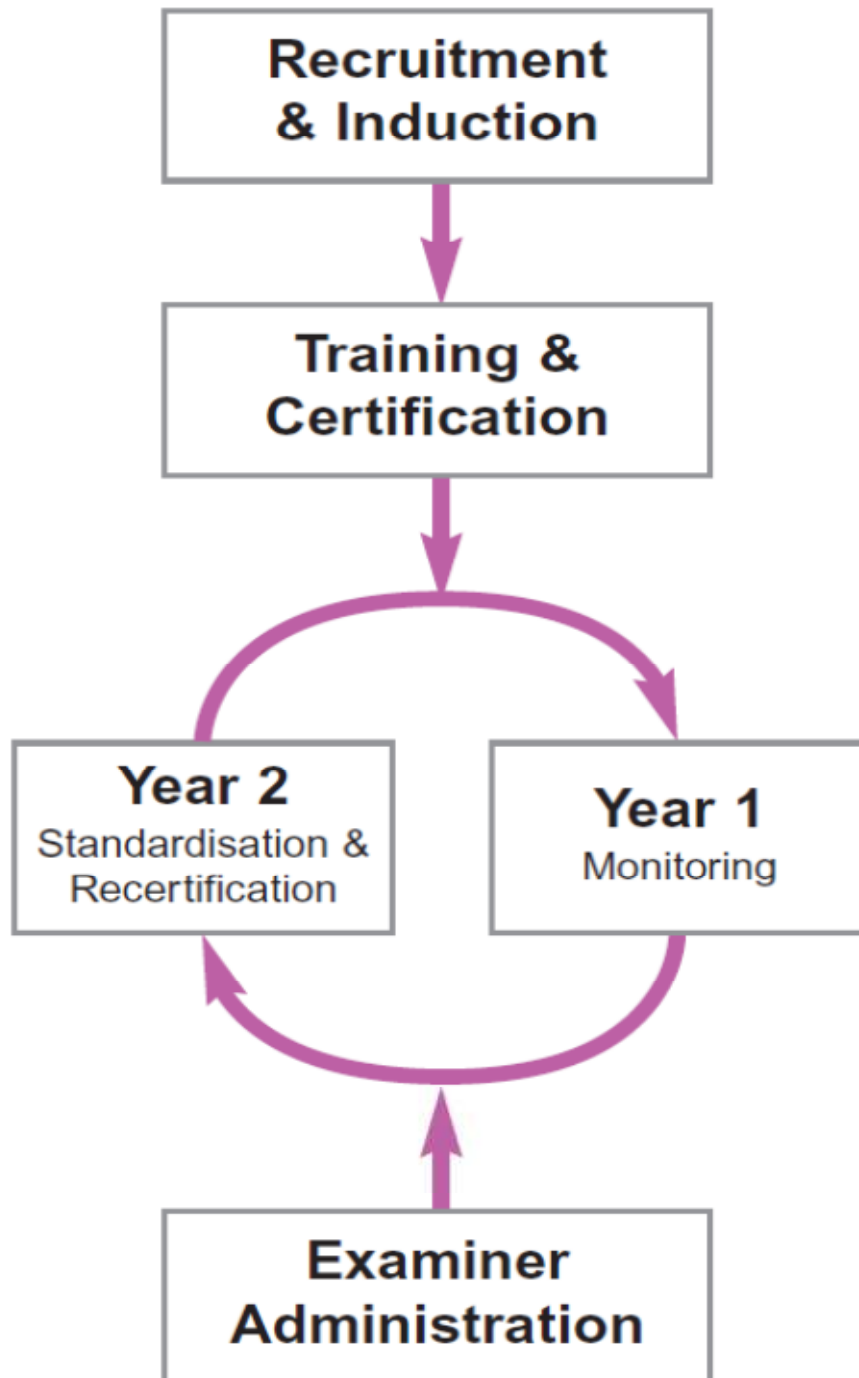 Recruitment
& Induction
Training &
Certification
Year 2
Standardisation &
Recertification
Year 1
Monitoring
Examiner
Administration